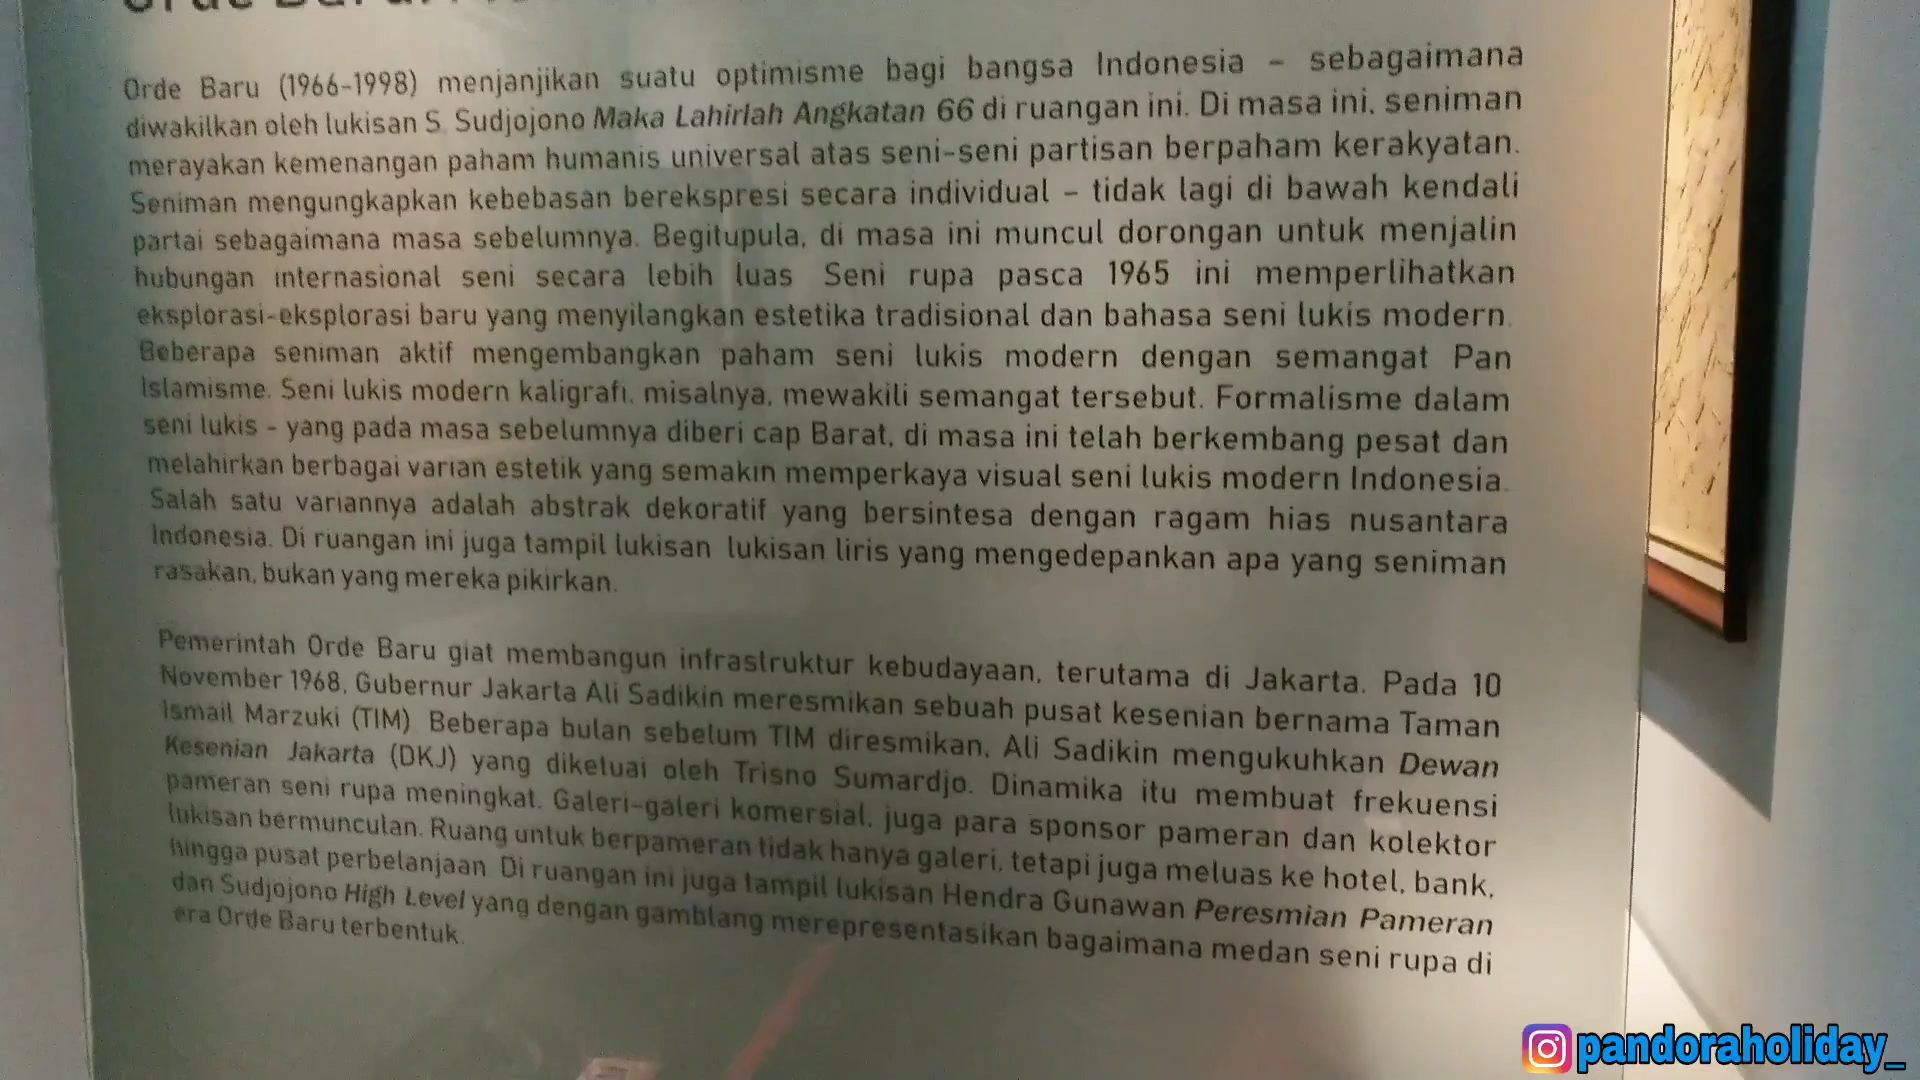 Orde Baru
Orde Baru (1966-1998) menjanjikan suatu optimisme bagi bangsa Indonesia – sebagaimana
diwakilkan oleh lukisan S. Sudjojono Maka Lahirlah Angkatan 66 di ruangan ini. Di masa ini, seniman
merayakan kemenangan paham humanis universal atas seni-seni partisan berpaham kerakyatan.
Seniman mengungkapkan kebebasan berekspresi secara individual – tidak lagi di bawah kendali
partai sebagaimana masa sebelumnya. Begitupula, di masa ini muncul dorongan untuk menjalin
hubungan internasional seni secara lebih luas Seni rupa pasca 1965 ini memperlihatkan
eksplorasi-eksplorasi baru yang menyilangkan estetika tradisional dan bahasa seni lukis modern.
Beberapa seniman aktif mengembangkan paham seni lukis modern dengan semangat Pan
Islamisme. Seni lukis modern kaligrafi, misalnya, mewakili semangat tersebut. Formalisme dalam
seni lukis - yang pada masa sebelumnya diberi cap Barat, di masa ini telah berkembang pesat dan
melahirkan berbagai varian estetik yang semakin memperkaya visual seni lukis modern Indonesia.
Salah satu variannya adalah abstrak dekoratif yang bersintesa dengan ragam hias nusantara
Indonesia. Di ruangan ini juga tampil lukisan lukisan liris yang mengedepankan apa yang seniman
rasakan, bukan yang mereka pikirkan.
Pemerintah Orde Baru giat membangun infrastruktur kebudayaan, terutama di Jakarta. Pada 10
November 1968, Gubernur Jakarta Ali Sadikin meresmikan sebuah pusat kesenian bernama Taman
Ismail Marzuki (TIM) Beberapa bulan sebelum TIM diresmikan, Ali Sadikin mengukuhkan Dewan
Kesenian Jakarta (DKJ) yang diketuai oleh Trisno Sumardjo. Dinamika itu membuat frekuensi
pameran seni rupa meningkat. Galeri-galeri komersial, juga para sponsor pameran dan kolektor
lukisan bermunculan. Ruang untuk berpameran tidak hanya galeri, tetapi juga meluas ke hotel, bank,
hingga pusat perbelanjaan Di ruangan ini juga tampil lukisan Hendra Gunawan Peresmian Pameran
dan Sudjojono High Level yang dengan gamblang merepresentasikan bagaimana medan seni rupa di
era Orde Baru terbentuk.
pandoraholiday_